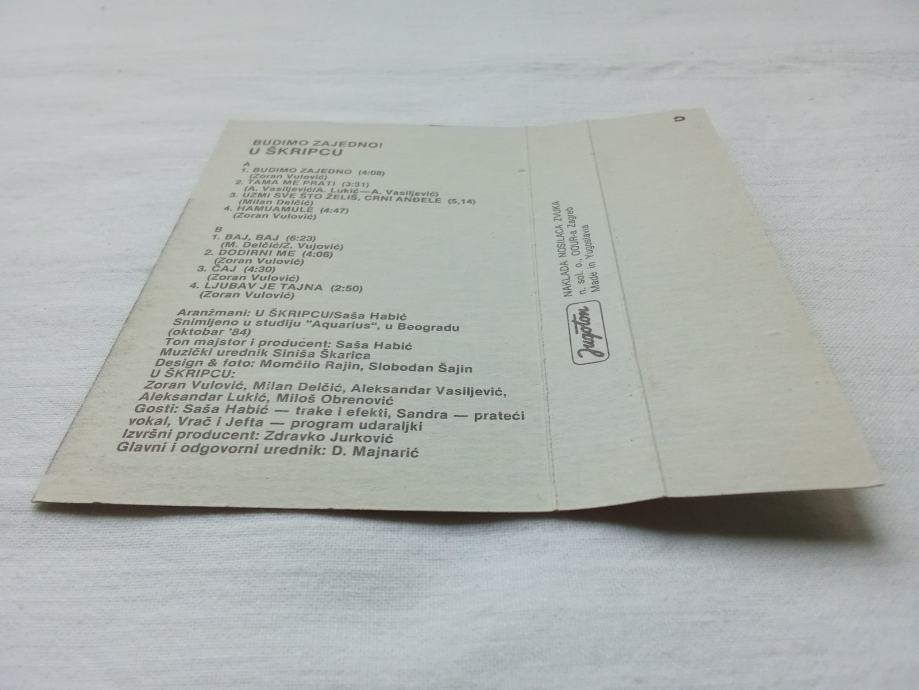 BUDIMO ZAJEDNO!
U ŠKRIPCU
A
1. BUDIMO ZAJEDNO (4:08)
(Zoran Vulović)
2. TAMA ME PRATI (3:31)
(A. Vasiljević/A. Lukić—A. Vasiljević)
3. UZMI SVE ŠTO ŽELIŠ, CRNI ANĐELE (5,14)
(Milan Delčić)
4. HAMUAMULE (4:47)
(Zoran Vulović)
B
1. BAJ, BAJ (6:23)
(M. Delčić/Z. Vujović)
2. DODIRNI ME (4:06)
(Zoran Vulović)
3. ČAJ (4:30)
(Zoran Vulović)
4. LJUBAV JE TAJNA (2:50)
(Zoran Vulović)
Aranžmani: U ŠKRIPCU/Saša Habić
Snimljeno u studiju "Aquarius", u Beogradu
(oktobar '84)
Ton majstor i producent: Saša Habić
Muzički urednik Siniša Škarica
Design & foto: Momčilo Rajin, Slobodan Šajin
U ŠKRIPCU:
Zoran Vulović, Milan Delčić, Aleksandar Vasiljević,
Aleksandar Lukić, Miloš Obrenović
Gosti: Saša Habić — trake i efekti, Sandra — prateći
vokal, Vrač i Jefta — program udaraljki
Izvršni producent: Zdravko Jurković
Glavni i odgovorni urednik: D. Majnarić
Jugoton
NAKLADA NOSILACA ZVUKA
n. sol. o., OOUR-a Zagreb
Made in Yugoslavia